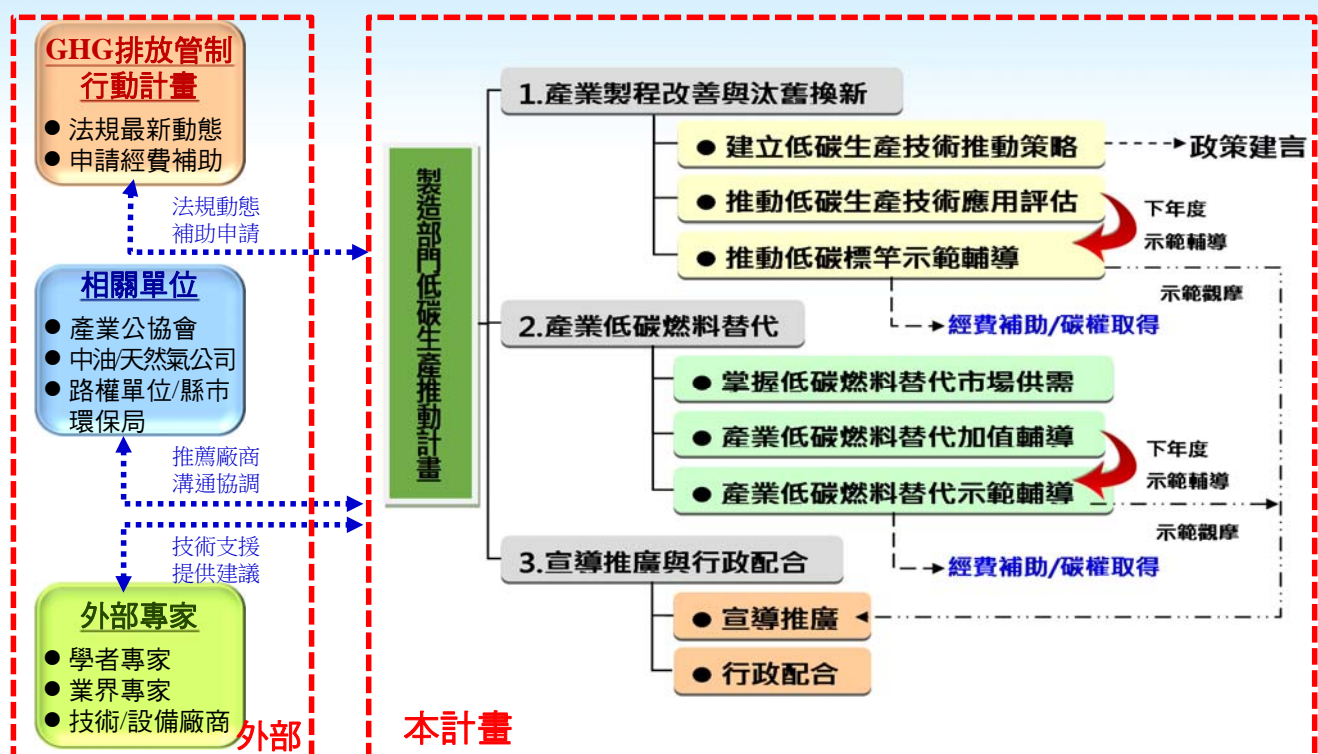 GHG排放管制
行動計畫
● 法規最新動態
● 申請經費補助
法規動態
補助申請
相關單位
● 產業公協會
● 中油/天然氣公司
● 路權單位/縣市
環保局
推薦廠商
溝通協調
技術支援
提供建議
外部專家
● 學者專家
● 業界專家
● 技術/設備廠商
外部
製造部門低碳生產推動計畫
1.產業製程改善與汰舊換新
● 建立低碳生產技術推動策略
政策建言
● 推動低碳生產技術應用評估
下年度
示範輔導
● 推動低碳標竿示範輔導
示範觀摩
經費補助/碳權取得
2.產業低碳燃料替代
● 掌握低碳燃料替代市場供需
● 產業低碳燃料替代加值輔導
下年度
示範輔導
● 產業低碳燃料替代示範輔導
示範觀摩
經費補助/碳權取得
3.宣導推廣與行政配合
● 宣導推廣
● 行政配合
本計畫